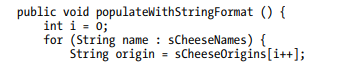 public void populateWithStringFormat () {
int i = 0;
for (String name : sCheeseNames) {
String origin = sCheeseOrigins[i++];